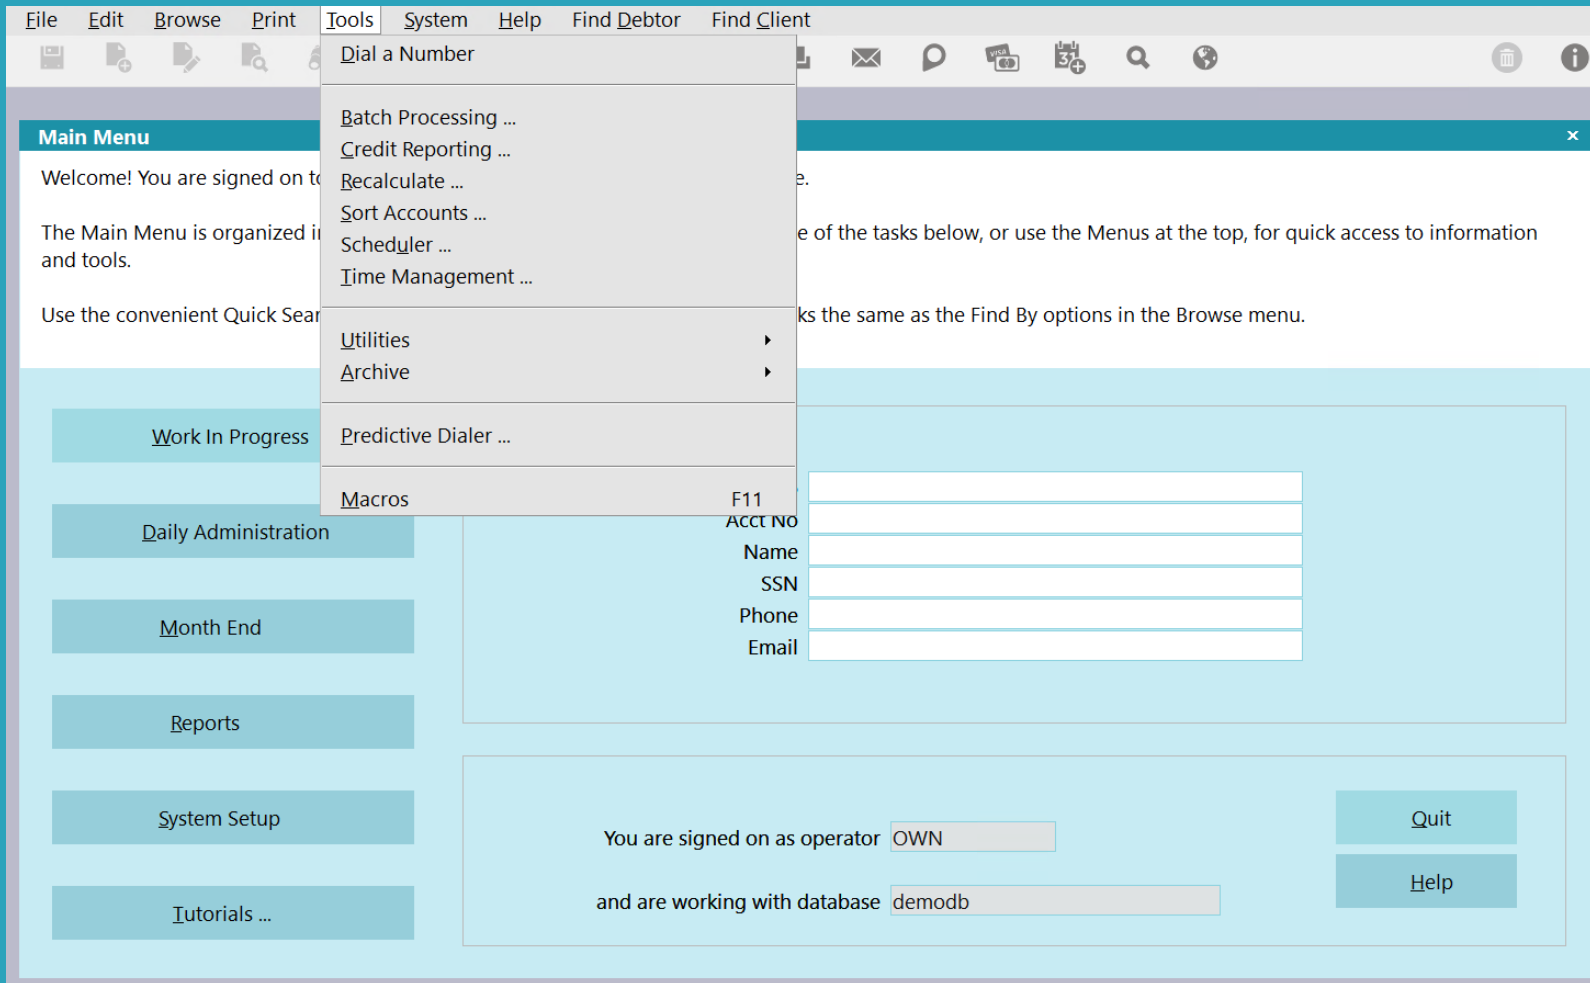 File Edit Browse Print Tools System Help Find Debtor Find Client
Dial a Number
VISA
31
Batch Processing ...
Credit Reporting ...
Recalculate ...
Sort Accounts ...
Scheduler ...
Time Management ...
Utilities
Archive
Predictive Dialer ...
Macros F11
Main Menu
Welcome! You are signed on to
e.
The Main Menu is organized
e of the tasks below, or use the Menus at the top, for quick access to information
and tools.
Use the convenient Quick
ks the same as the Find By options in the Browse menu.
Work In Progress
Daily Administration
Month End
Reports
System Setup
Tutorials ...
Acct No
Name
SSN
Phone
Email
You are signed on as operator OWN
and are working with database demodb
Quit
Help